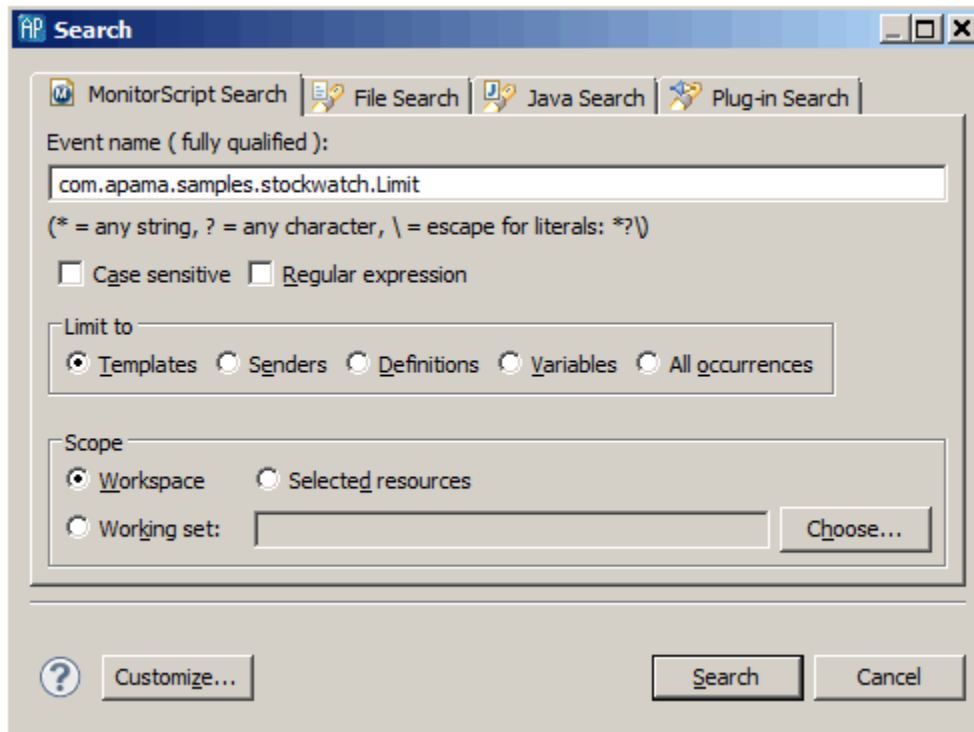 AP Search
MonitorScript Search File Search Java Search Plug-in Search
Event name ( fully qualified ):
com.apama.samples.stockwatch.Limit
(* = any string, ? = any character, \ = escape for literals: *?\)
Case sensitive Regular expression
Limit to
Templates Senders Definitions Variables All occurrences
Scope
Workspace Selected resources
Working set: Choose...
? Customize... Search Cancel